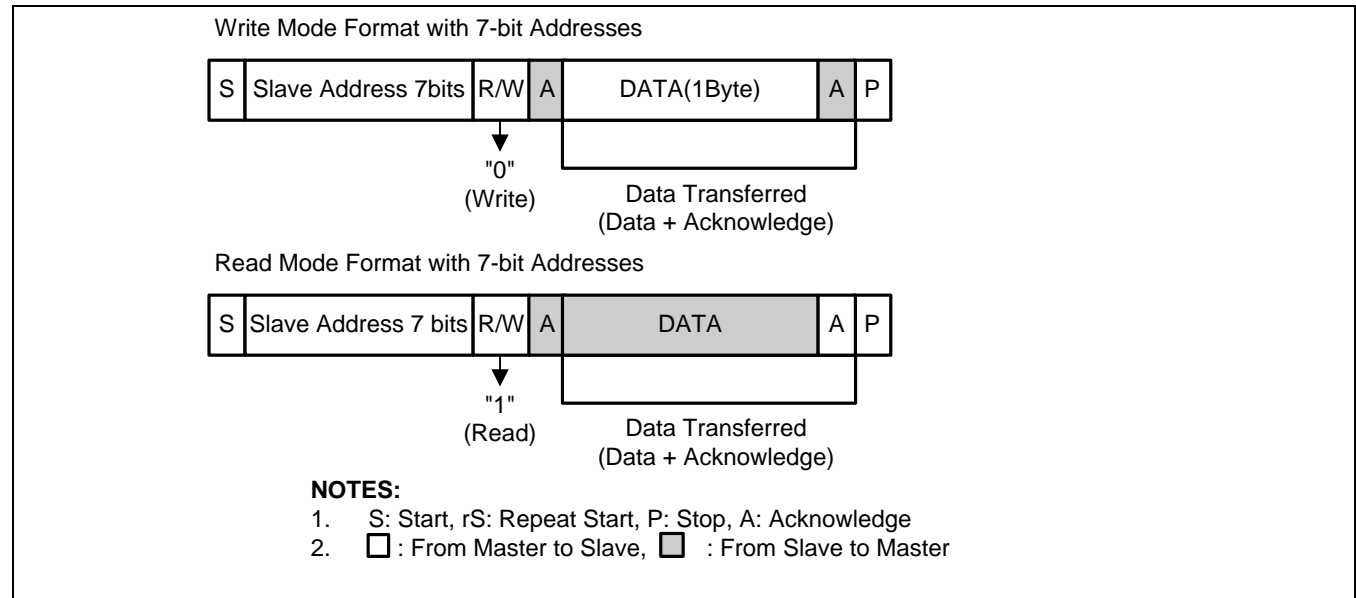 Write Mode Format with 7-bit Addresses
S Slave Address 7bits R/W A DATA(1Byte) A P
"0"
(Write)
Data Transferred
(Data + Acknowledge)
Read Mode Format with 7-bit Addresses
S Slave Address 7 bits R/W A DATA A P
"1"
(Read)
Data Transferred
(Data + Acknowledge)
NOTES:
1. S: Start, rS: Repeat Start, P: Stop, A: Acknowledge
2. : From Master to Slave, : From Slave to Master